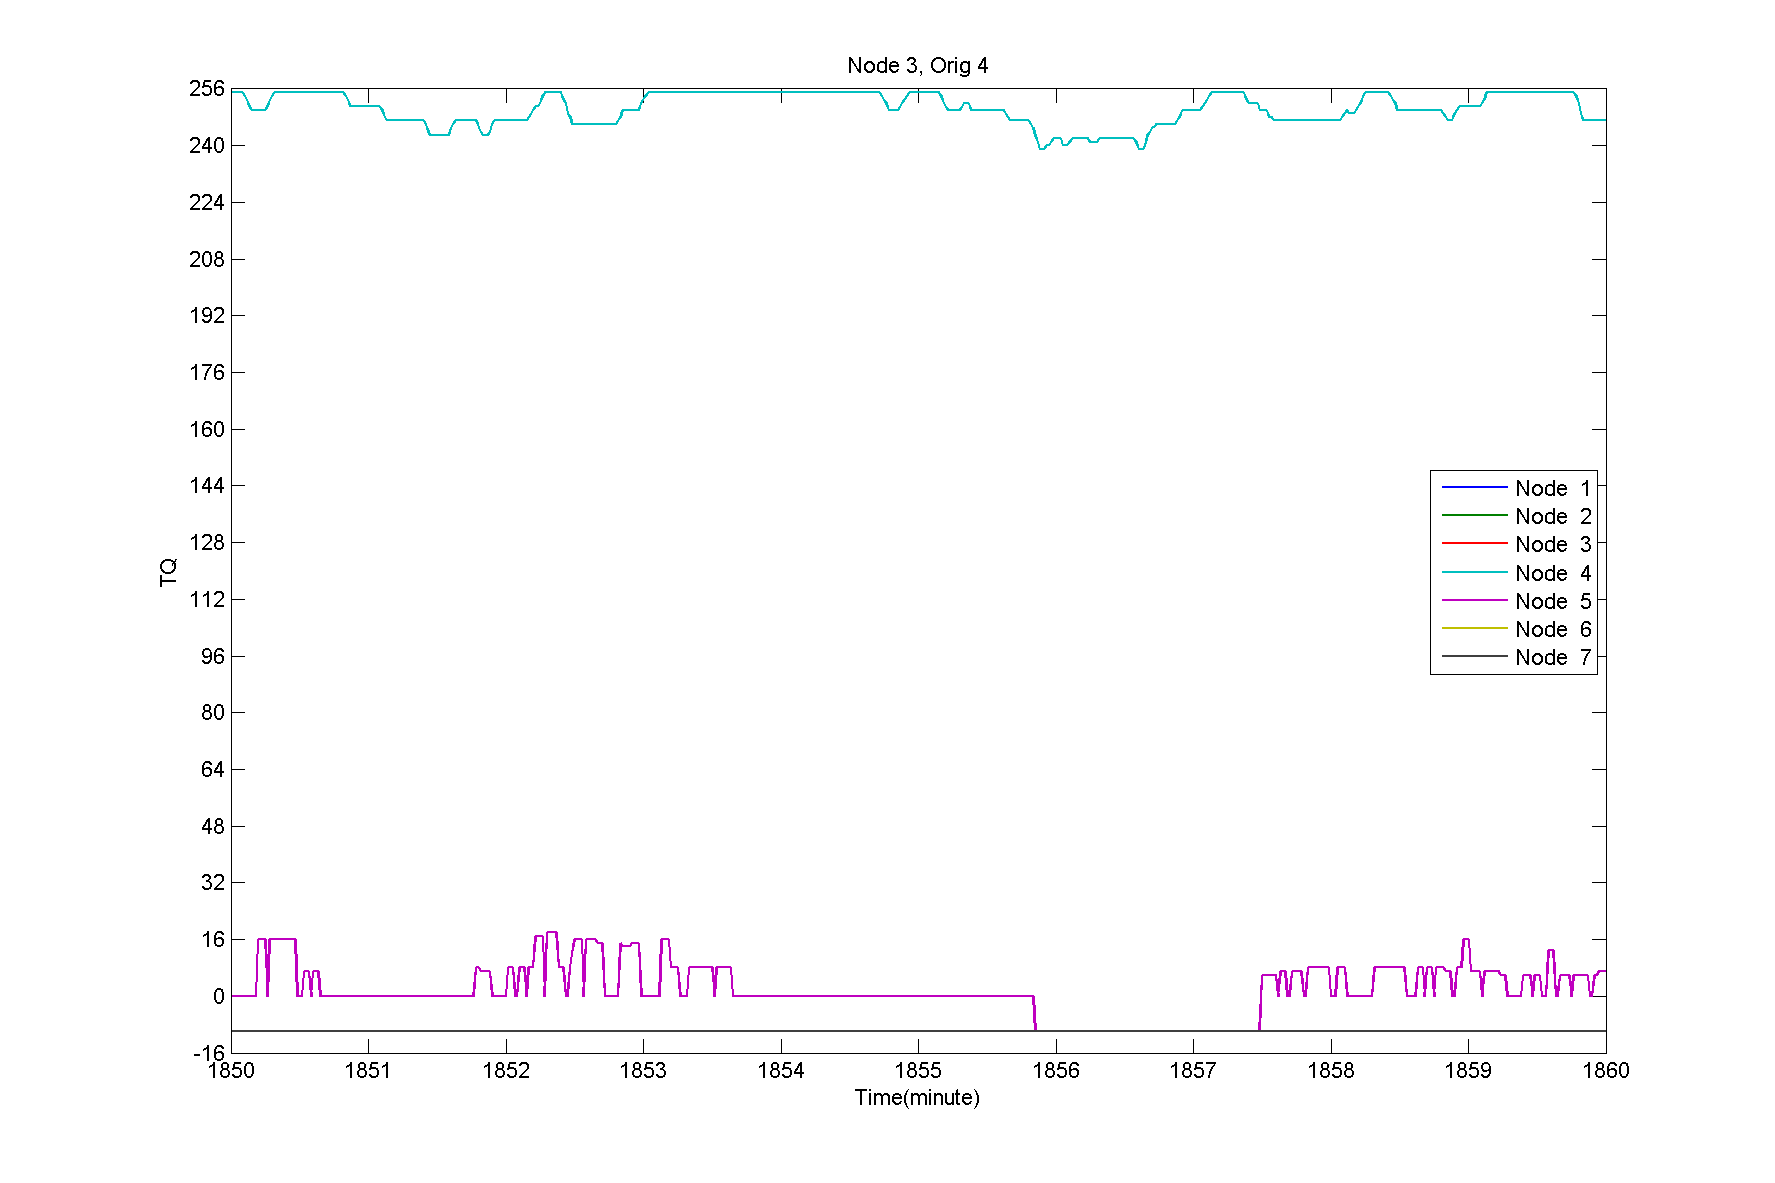 Node 3, Orig 4
256
240
224
208
192
176
160
144
128
112
96
80
64
48
32
16
0
-16
TQ
Node 1
Node 2
Node 3
Node 4
Node 5
Node 6
Node 7
1850 1851 1852 1853 1854 1855 1856 1857 1858 1859 1860
Time(minute)